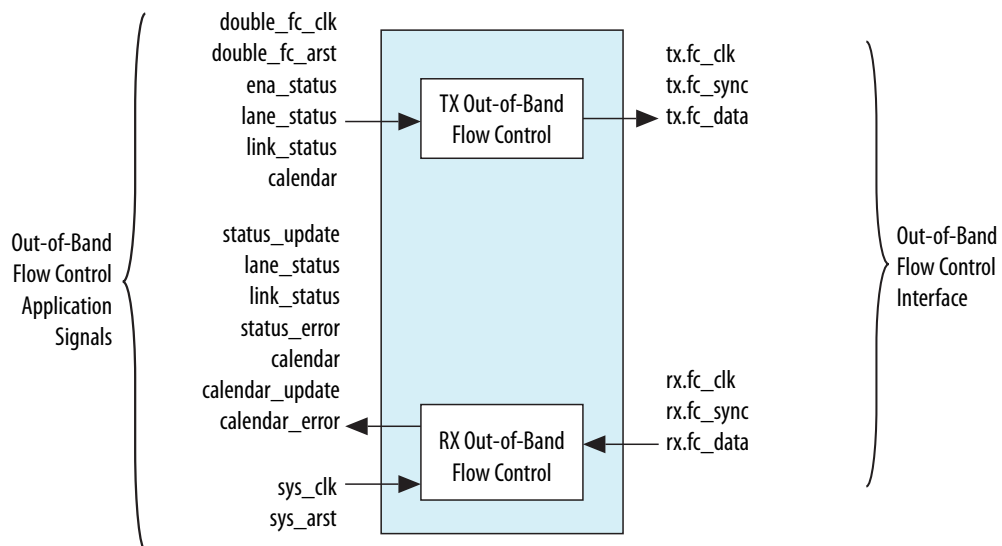 double_fc_clk
double_fc_arst
ena_status
lane_status
link_status
calendar
TX Out-of-Band
Flow Control
tx.fc_clk
tx.fc_sync
tx.fc_data
Out-of-Band
Flow Control
Application
Signals
status_update
lane_status
link_status
status_error
calendar
calendar_update
calendar_error
sys_clk
sys_arst
RX Out-of-Band
Flow Control
rx.fc_clk
rx.fc_sync
rx.fc_data
Out-of-Band
Flow Control
Interface